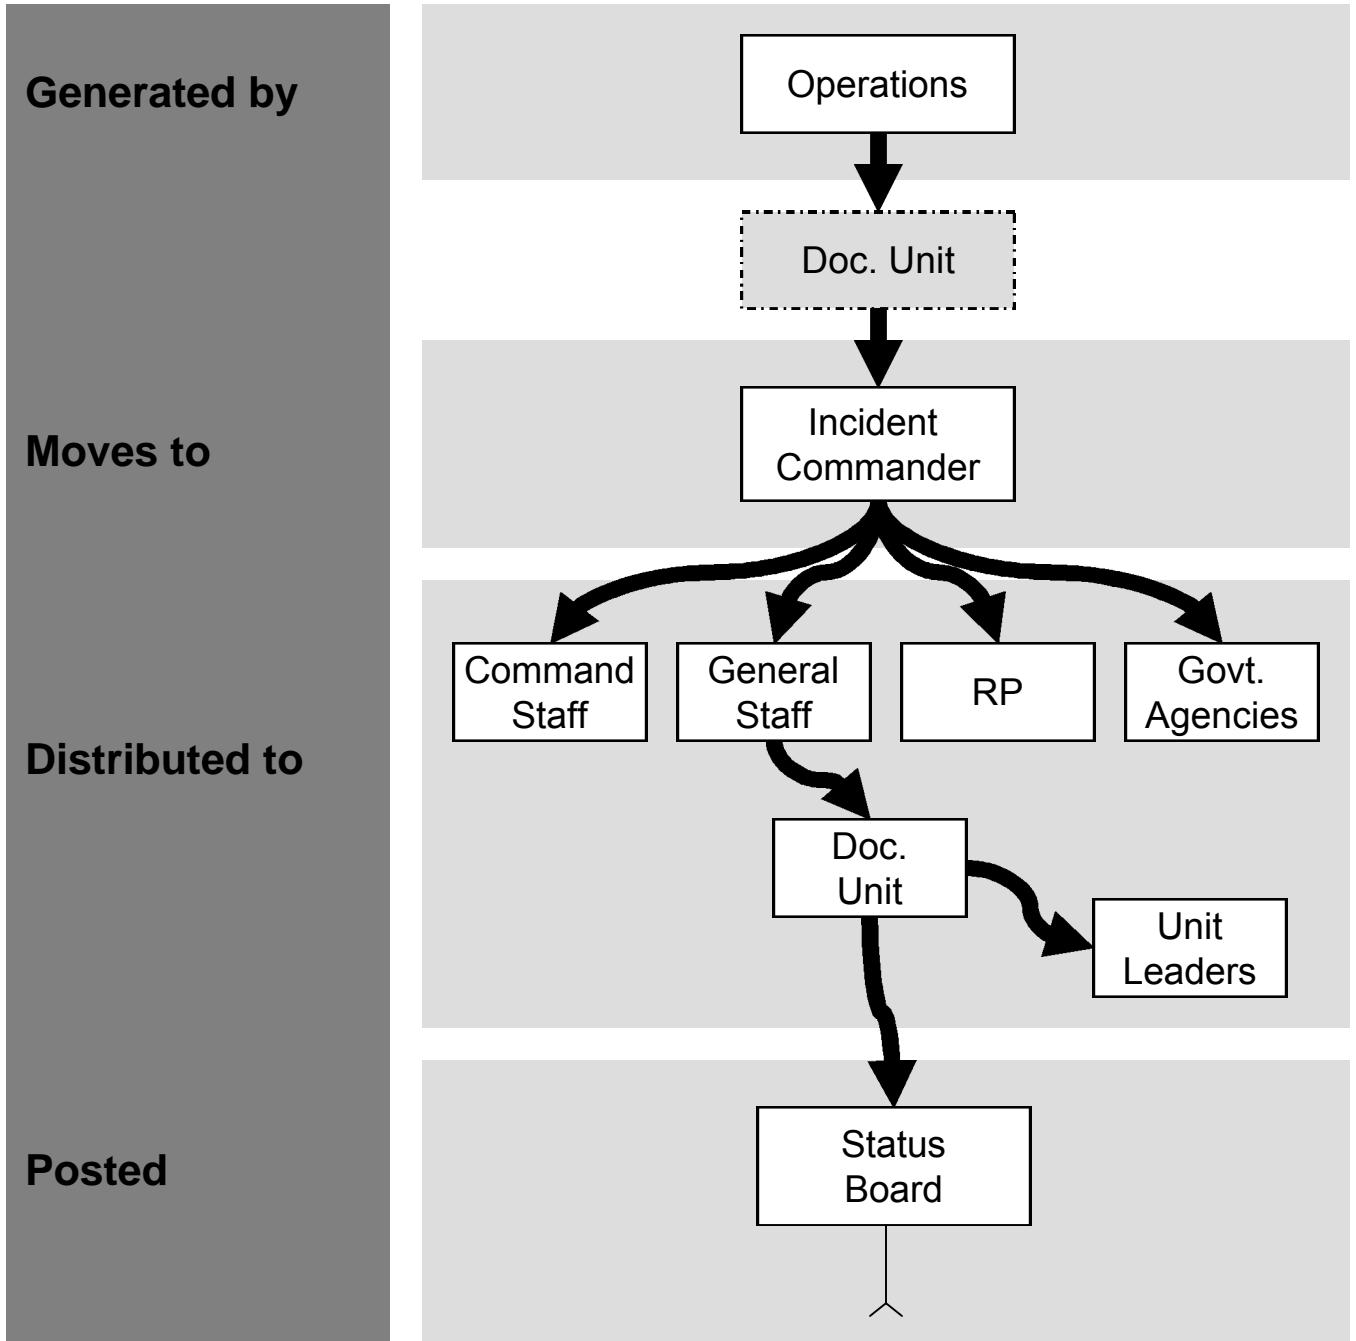 Generated by
Operations
Doc. Unit
Moves to
Incident
Commander
Distributed to
Command
Staff
General
Staff
RP
Govt.
Agencies
Doc.
Unit
Unit
Leaders
Posted
Status
Board